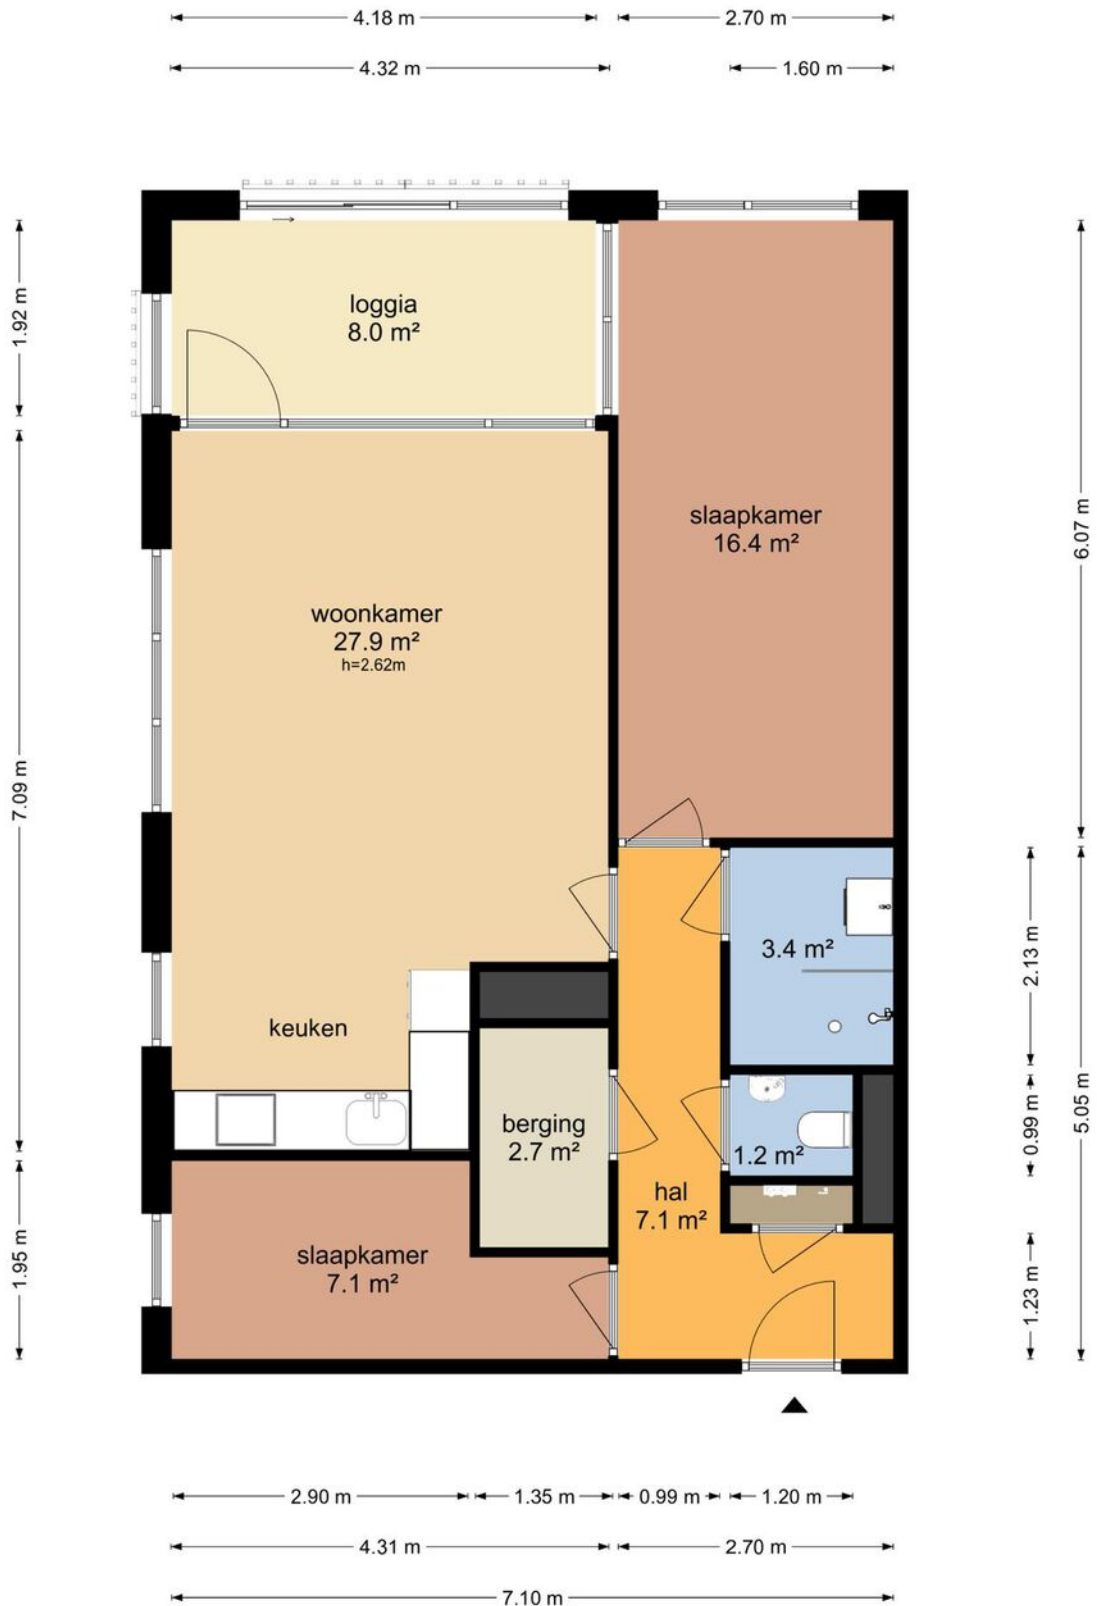 4.18 m
2.70 m
4.32 m
1.60 m
1.92 m
loggia
8.0 m²
slaapkamer
16.4 m²
6.07 m
woonkamer
27.9 m²
h=2.62m
7.09 m
3.4 m²
2.13 m
keuken
berging
2.7 m²
1.2 m²
0.99 m
5.05 m
hal
7.1 m²
slaapkamer
7.1 m²
1.95 m
1.23 m
2.90 m
1.35 m
0.99 m
1.20 m
4.31 m
2.70 m
7.10 m